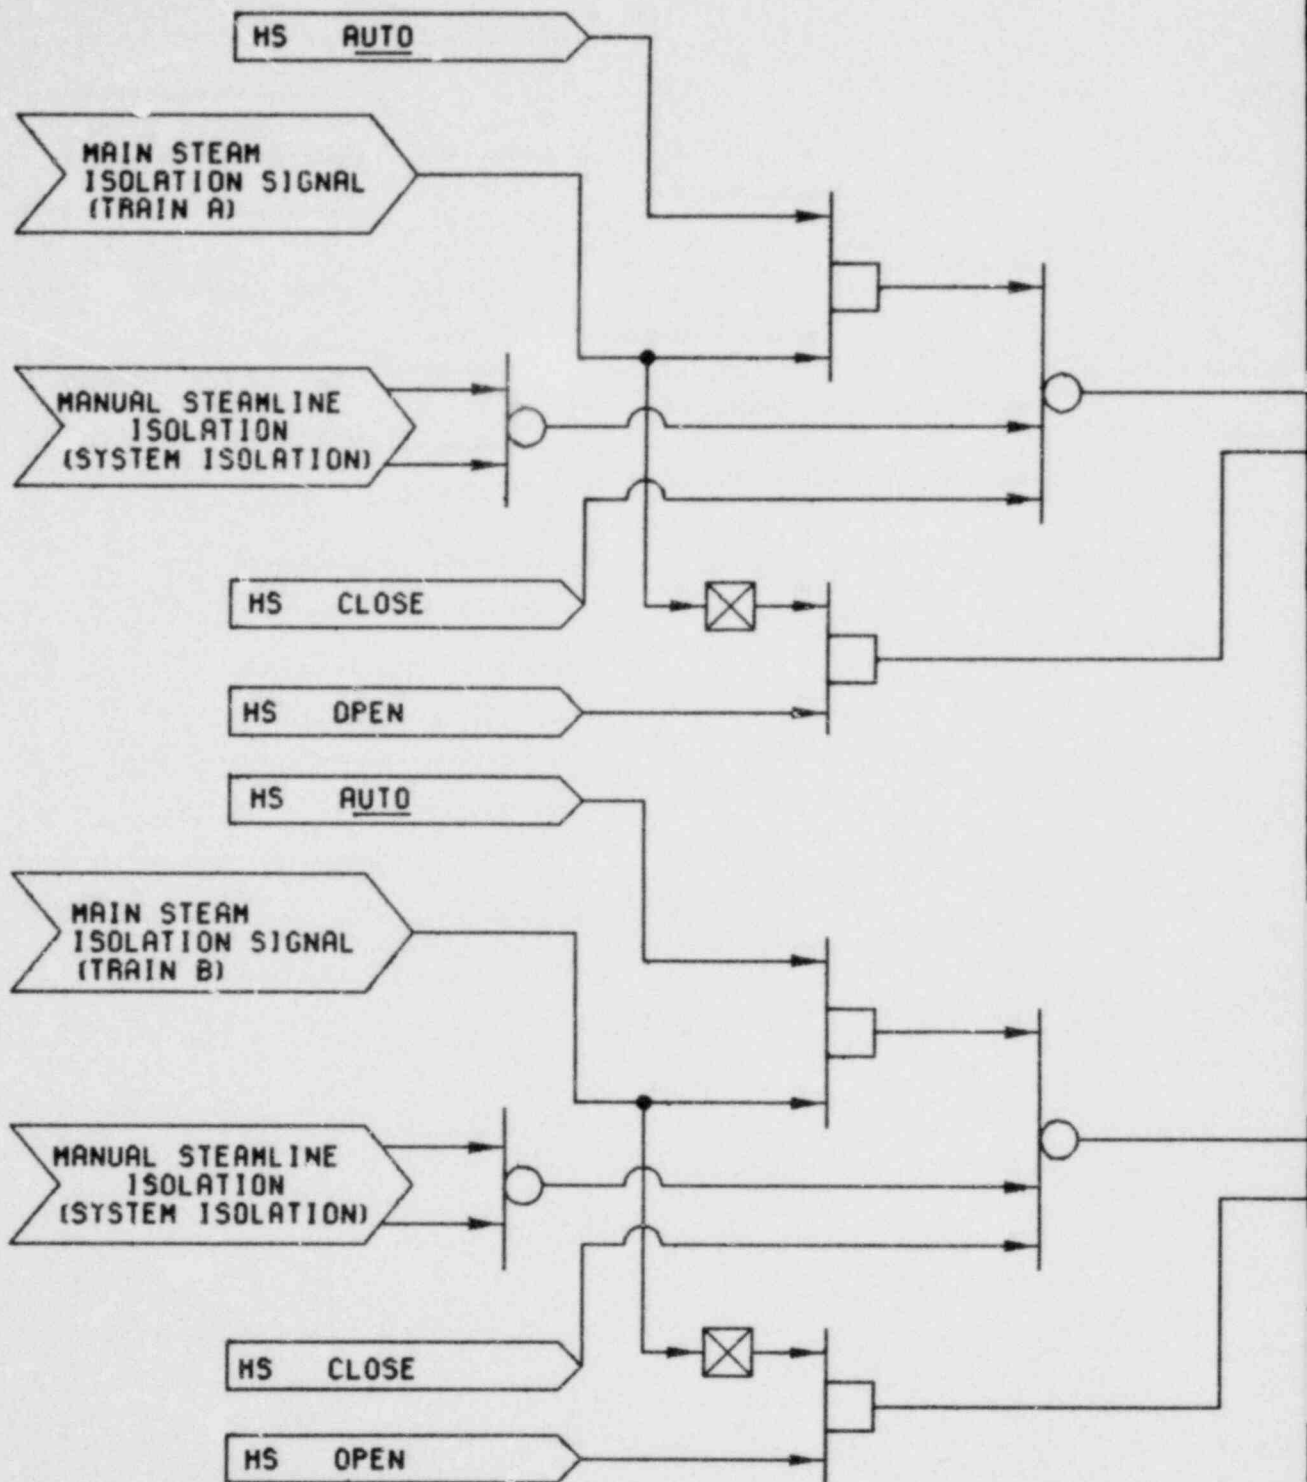 HS AUTO
MAIN STEAM
ISOLATION SIGNAL
(TRAIN A)
MANUAL STEAMLINE
ISOLATION
(SYSTEM ISOLATION)
HS CLOSE
HS OPEN
HS AUTO
MAIN STEAM
ISOLATION SIGNAL
(TRAIN B)
MANUAL STEAMLINE
ISOLATION
(SYSTEM ISOLATION)
HS CLOSE
HS OPEN